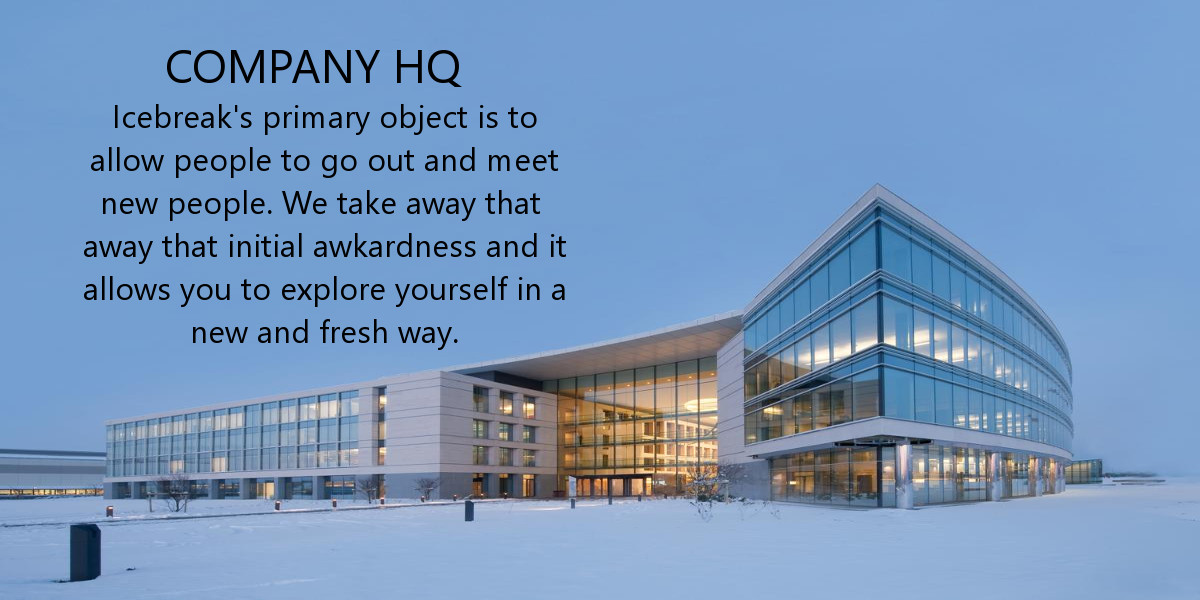 COMPANY HQ
Icebreak's primary object is to
allow people to go out and meet
new people. We take away that
away that initial awkardness and it
allows you to explore yourself in a
new and fresh way.